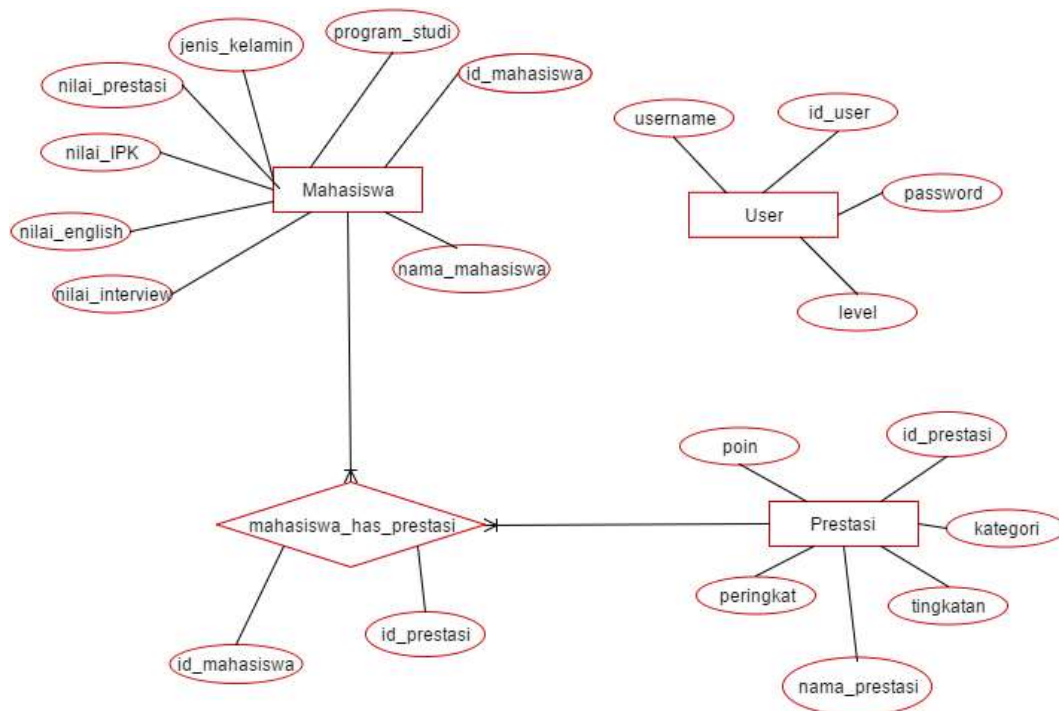 jenis_kelamin
program_studi
nilai_prestasi
id_mahasiswa
nilai_IPK
Mahasiswa
nilai_english
nama_mahasiswa
nilai_interview
username
id_user
password
User
level
poin
id_prestasi
mahasiswa_has_prestasi
Prestasi
kategori
peringkat
tingkatan
id_prestasi
id_mahasiswa
nama_prestasi